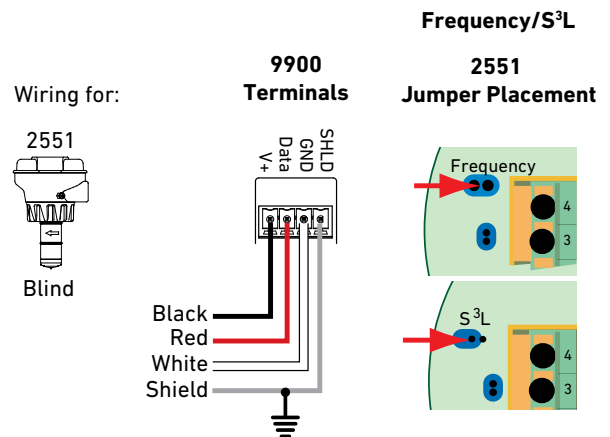 Frequency/S³L
9900
Terminals
2551
Jumper Placement
Wiring for:
2551
Blind
V+
Data
GND
SHLD
Black
Red
White
Shield
Frequency
4
3
S³L
4
3